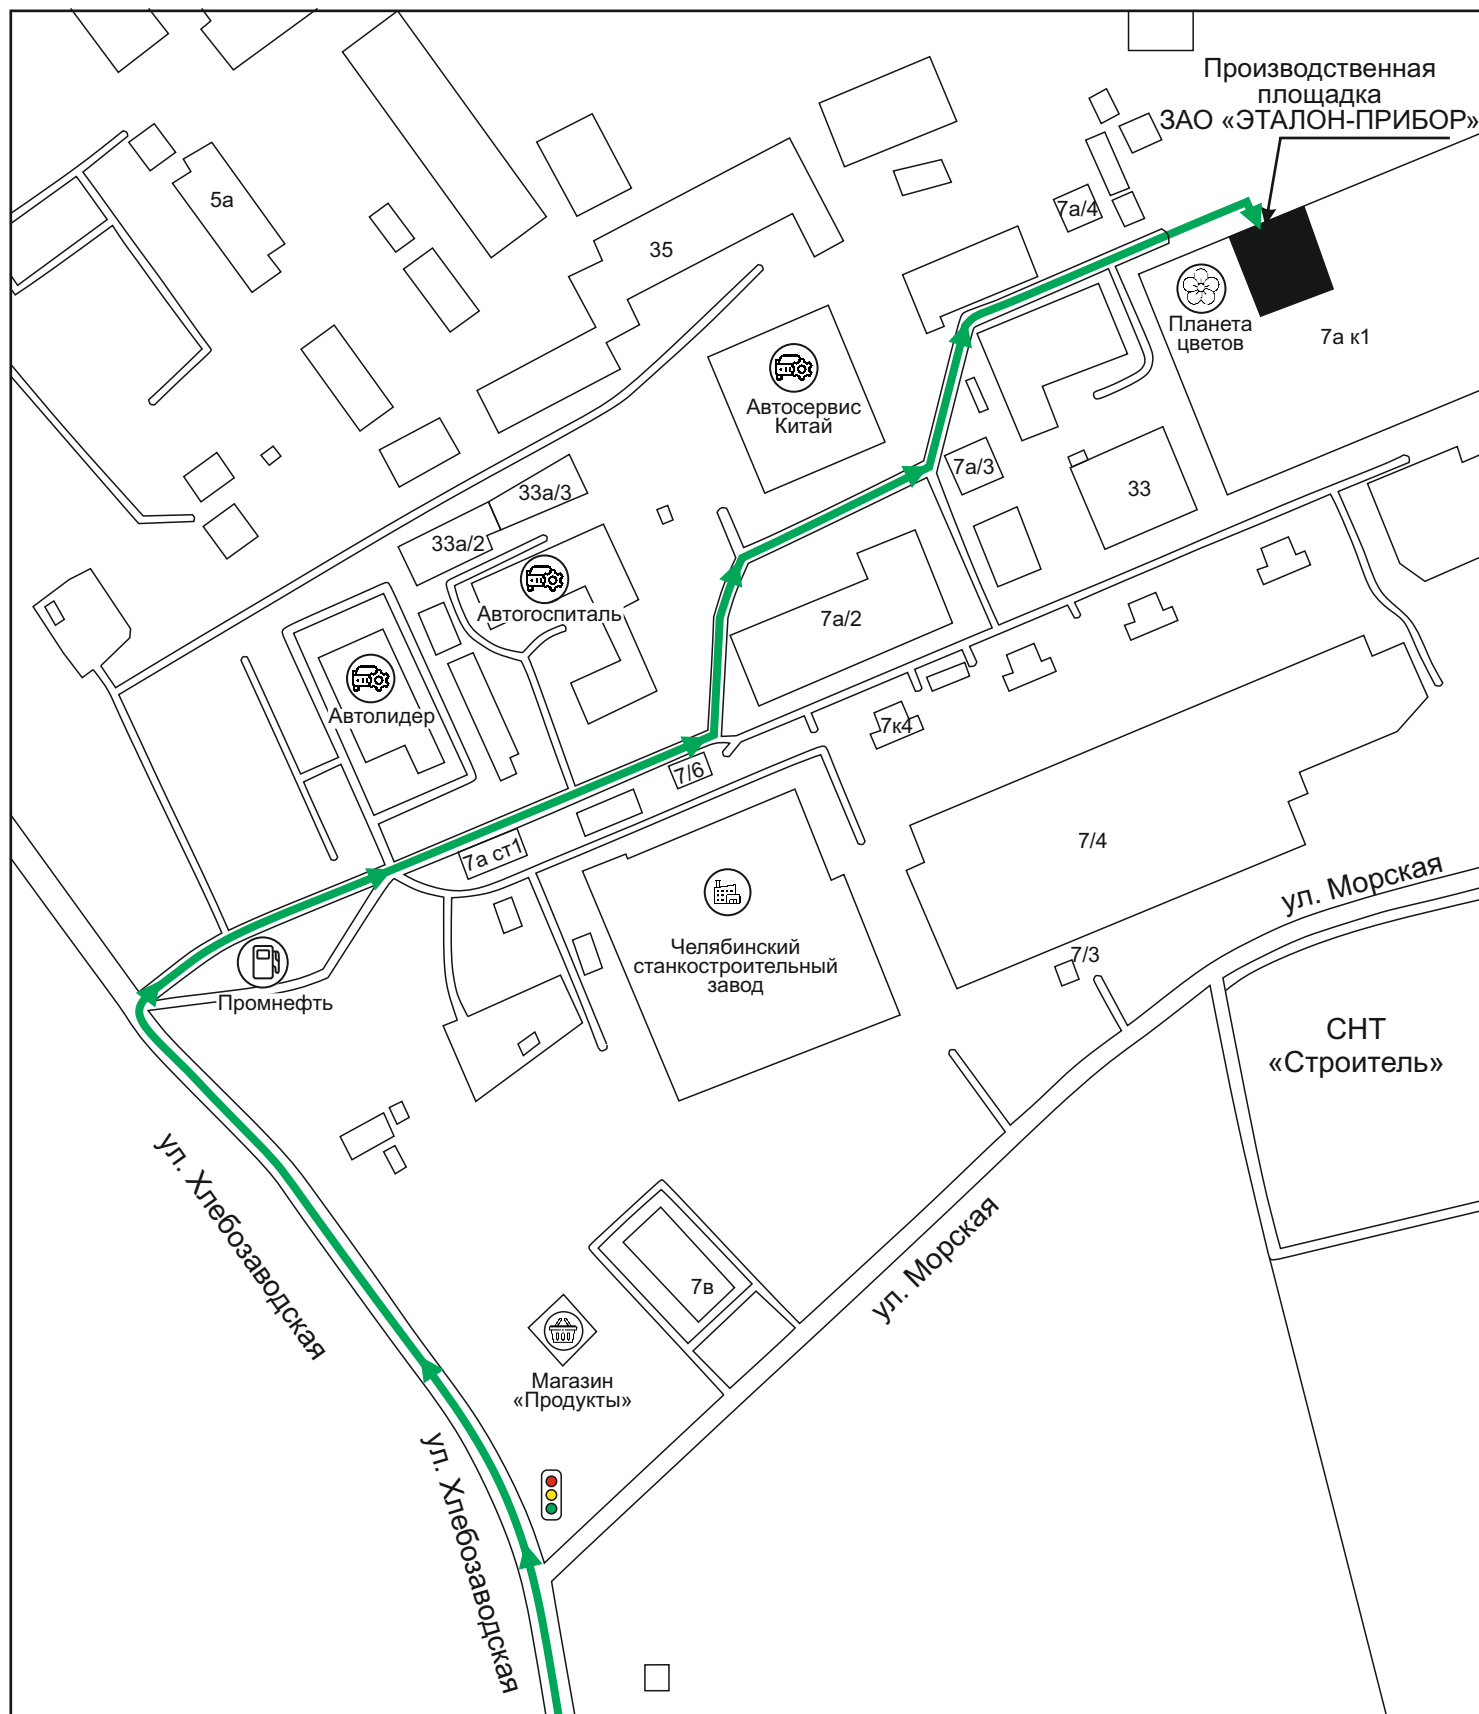 Производственная
площадка
ЗАО «ЭТАЛОН-ПРИБОР»
5а
7а/4
35
Планета
цветов
7а к1
Автосервис
Китай
7а/3
33
33а/3
33а/2
Автогоспиталь
7а/2
Автолидер
7к4
7/6
7а ст1
7/4
ул. Морская
Челябинский
станкостроительный
завод
7/3
Промнефть
СНТ
«Строитель»
ул. Хлебозаводская
ул. Морская
7в
Магазин
«Продукты»
ул. Хлебозаводская